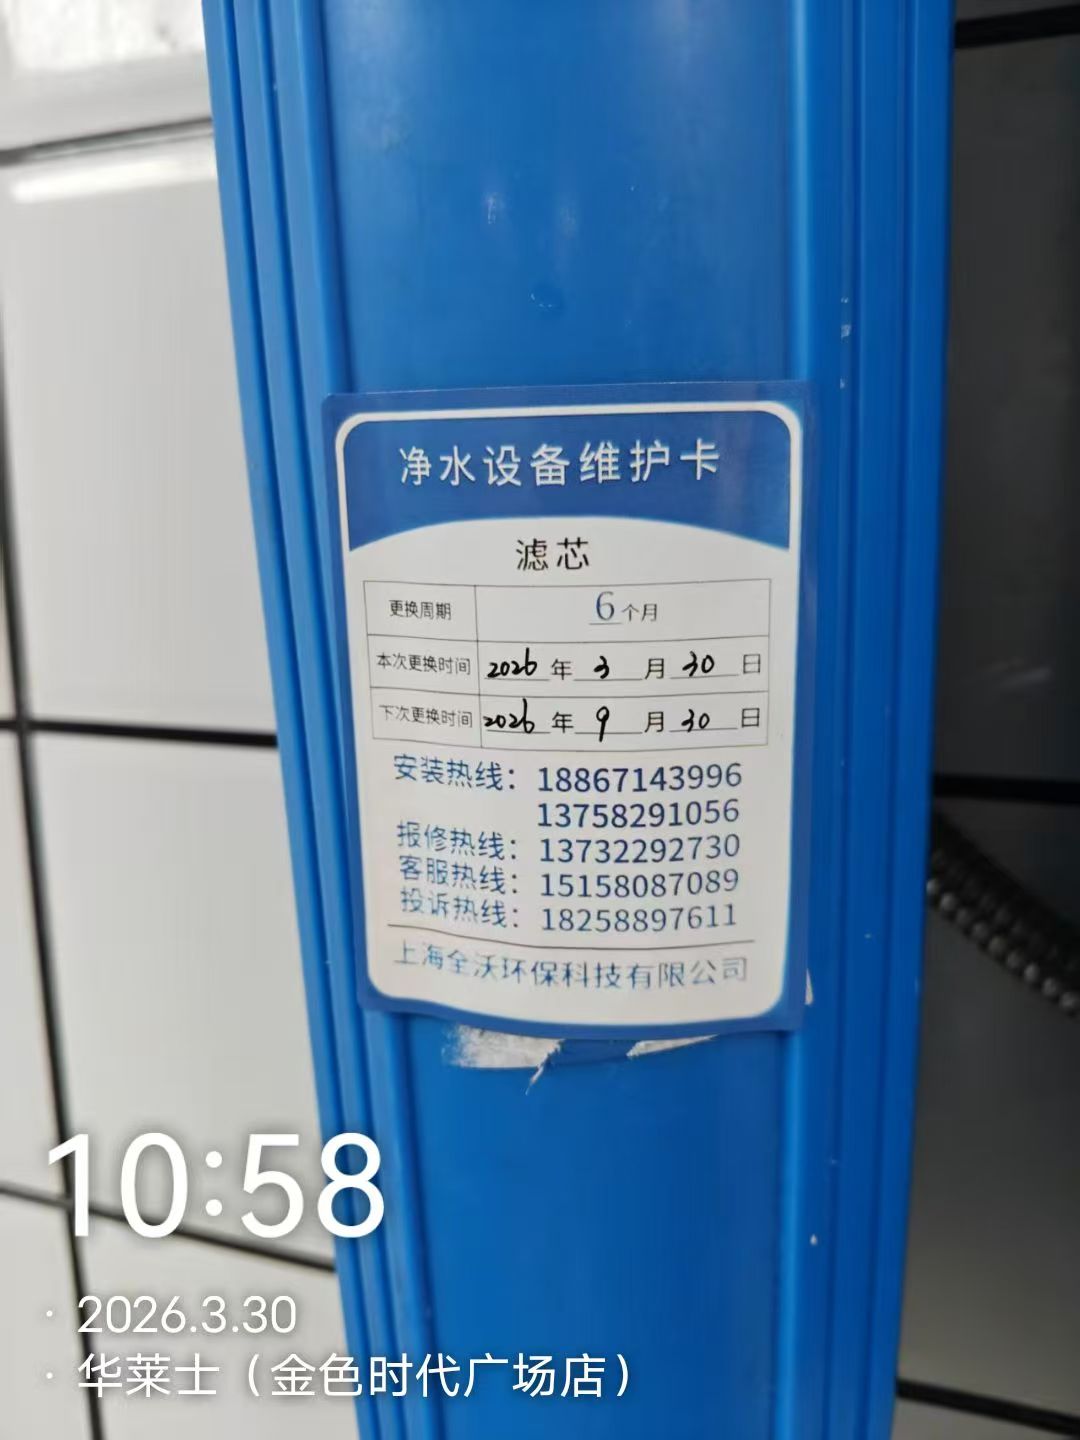 净水设备维护卡
滤芯
更换周期 6个月
本次更换时间 2026年3月30日
下次更换时间 2026年9月30日
安装热线：18867143996
13758291056
报修热线：13732292730
客服热线：15158087089
投诉热线：18258897611
上海全沃环保科技有限公司
10:58
· 2026.3.30
· 华莱士（金色时代广场店）